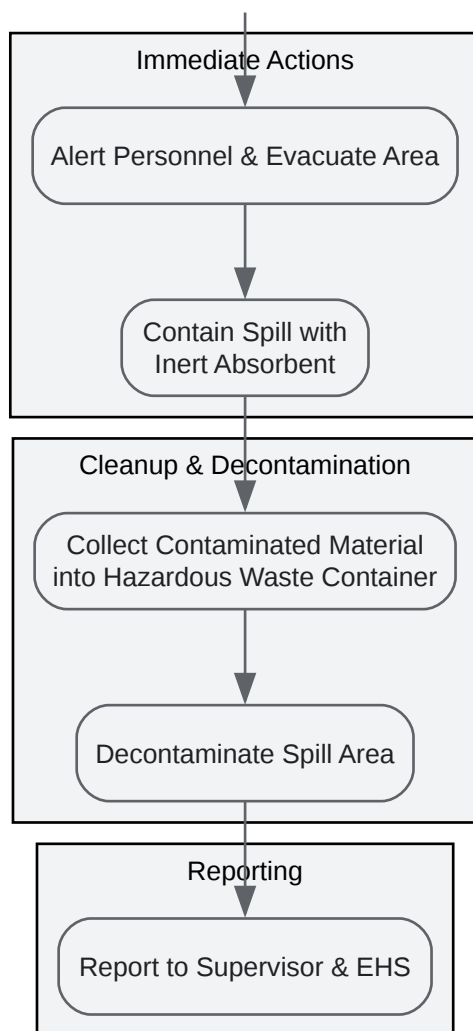 Immediate Actions
Alert Personnel & Evacuate Area
Contain Spill with
Inert Absorbent
Cleanup & Decontamination
Collect Contaminated Material
into Hazardous Waste Container
Decontaminate Spill Area
Reporting
Report to Supervisor & EHS